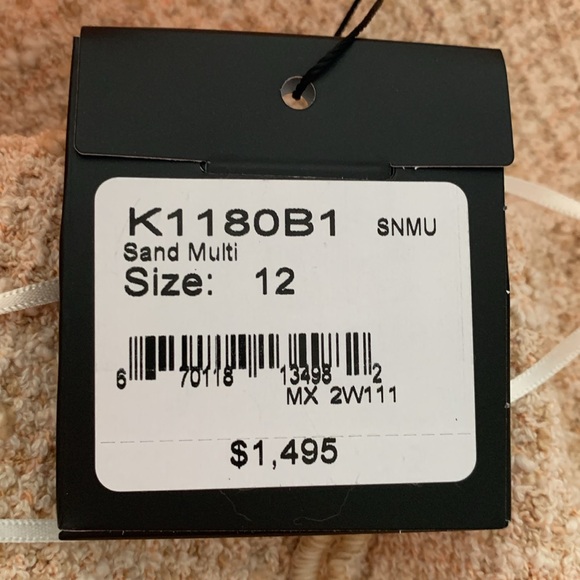 K1180B1 SNMU
Sand Multi
Size: 12
6 70118 13498 2
MX 2W111
$1,495